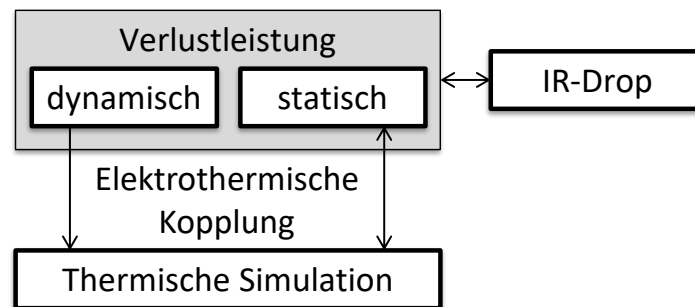 Verlustleistung
dynamisch
statisch
IR-Drop
Elektrothermische
Kopplung
Thermische Simulation